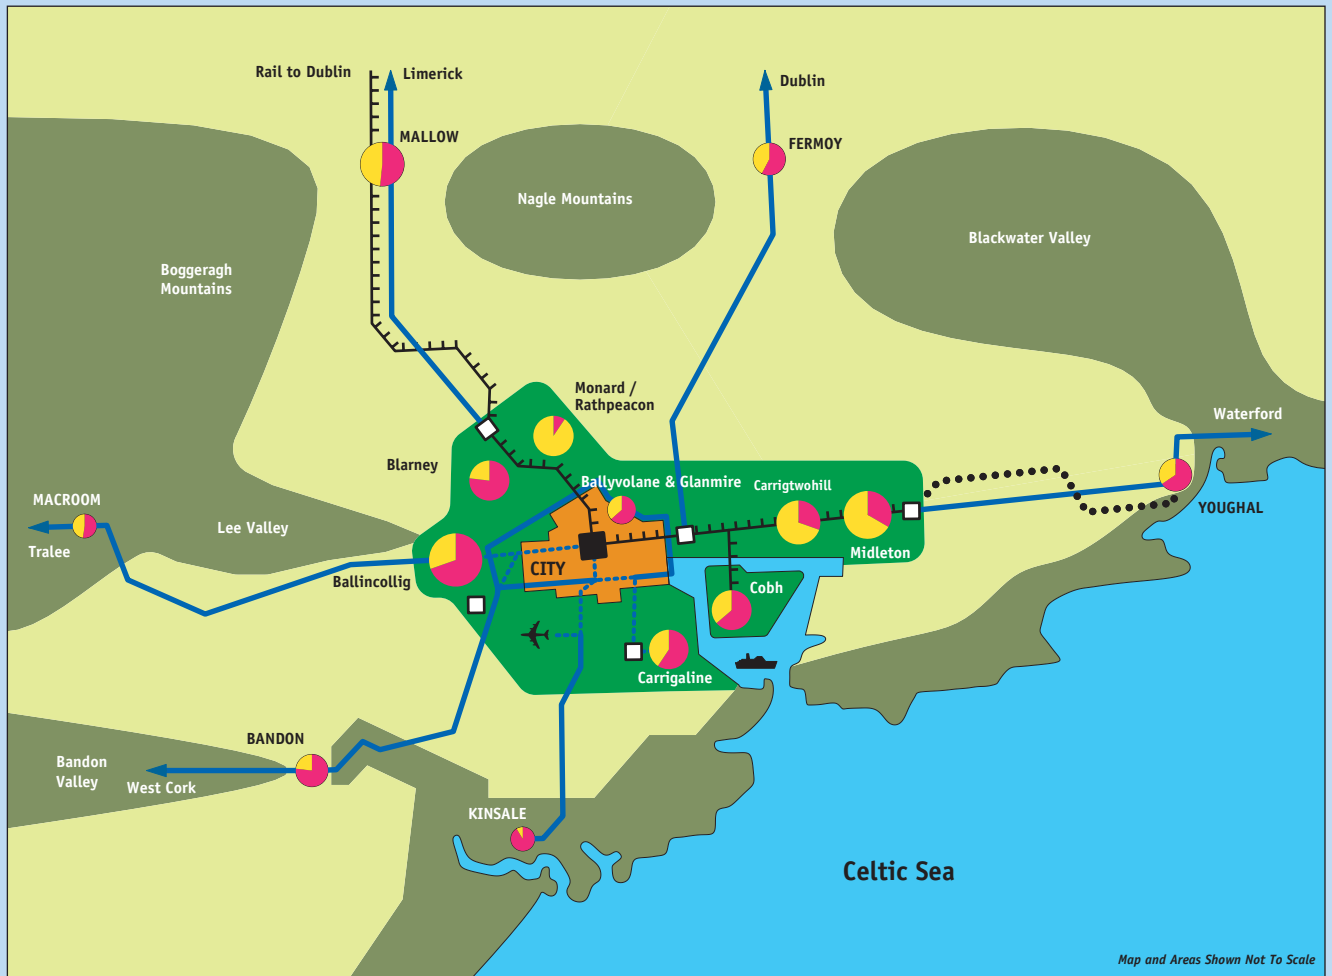 Rail to Dublin
Limerick
Dublin
MALLOW
FERMOY
Nagle Mountains
Blackwater Valley
Boggeragh
Mountains
Monard /
Rathpeacon
Waterford
Blarney
Ballyvolane & Glanmire
Carrigtwohill
MACROOM
YOUGHAL
Lee Valley
Tralee
Midleton
CITY
Ballincollig
Cobh
Carrigaline
BANDON
Bandon
Valley
West Cork
KINSALE
Celtic Sea
Map and Areas Shown Not To Scale